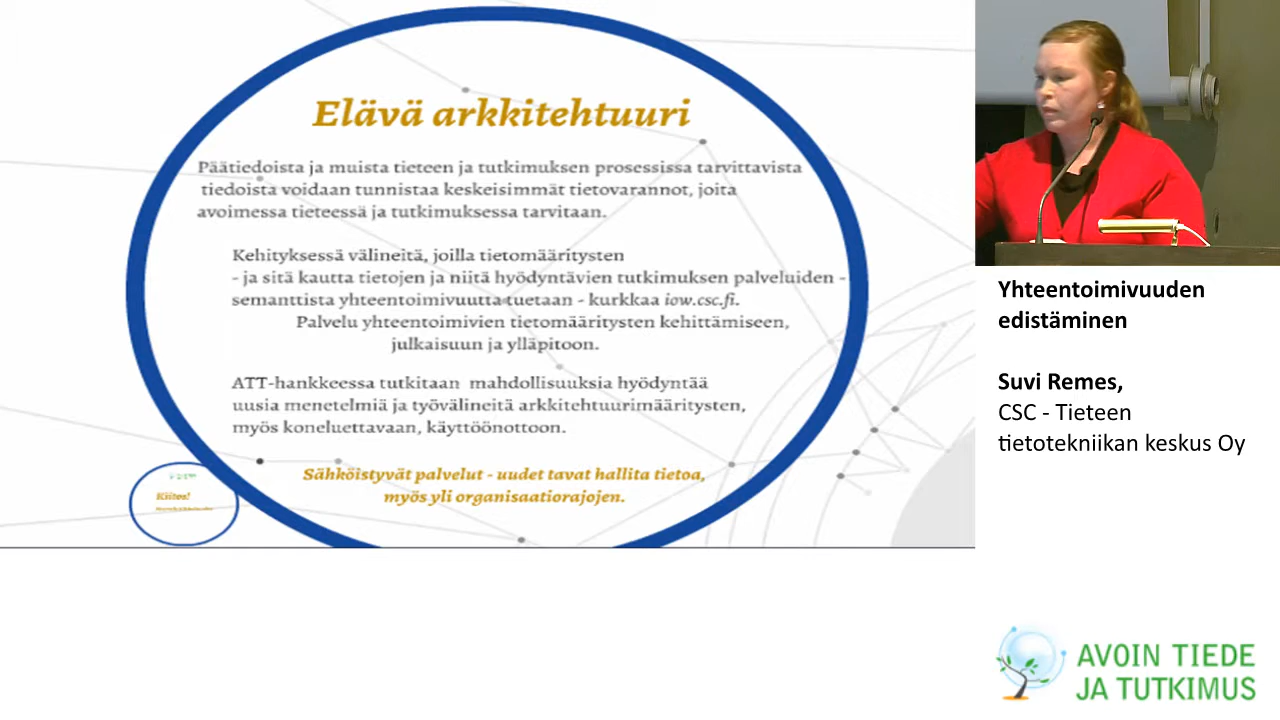 Elävä arkkitehtuuri
Päätiedoista ja muista tieteen ja tutkimuksen prosessissa tarvittavista
tiedoista voidaan tunnistaa keskeisimmät tietovarannot, joita
avoimessa tieteessä ja tutkimuksessa tarvitaan.
Kehityksessä välineitä, joilla tietomääritysten
- ja sitä kautta tietojen ja niitä hyödyntävien tutkimuksen palveluiden -
semanttista yhteentoimivuutta tuetaan - kurkkaa iow.csc.fi.
Palvelu yhteentoimivien tietomääritysten kehittämiseen,
julkaisuun ja ylläpitoon.
ATT-hankkeessa tutkitaan mahdollisuuksia hyödyntää
uusia menetelmiä ja työvälineitä arkkitehtuurimääritysten,
myös koneluettavaan, käyttöönottoon.
Sähköistyvät palvelut - uudet tavat hallita tietoa,
myös yli organisaatiorajojen.
Kiitos!
Yhteentoimivuuden
edistäminen
Suvi Remes,
CSC - Tieteen
tietotekniikan keskus Oy
AVOIN TIEDE
JA TUTKIMUS